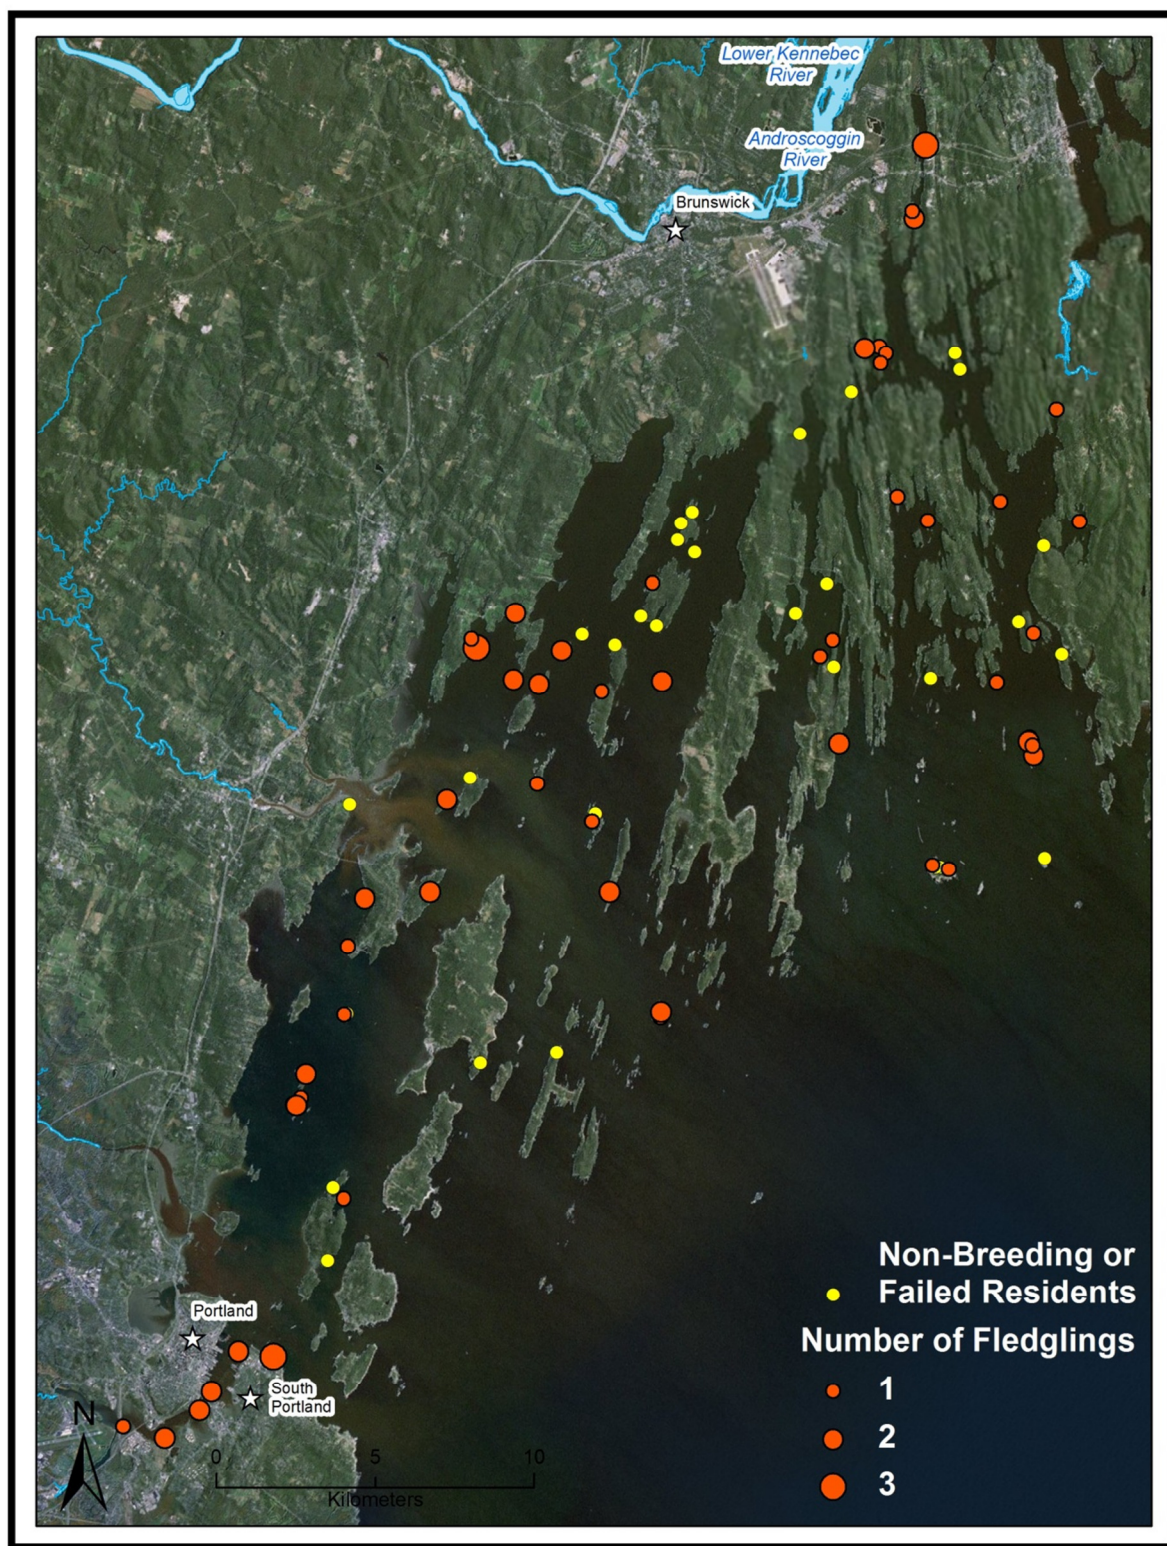 Lower Kennebec
River
Androscoggin
River
Brunswick
Portland
South
Portland
N
0 5 10
Kilometers
Non-Breeding or
Failed Residents
Number of Fledglings
1
2
3